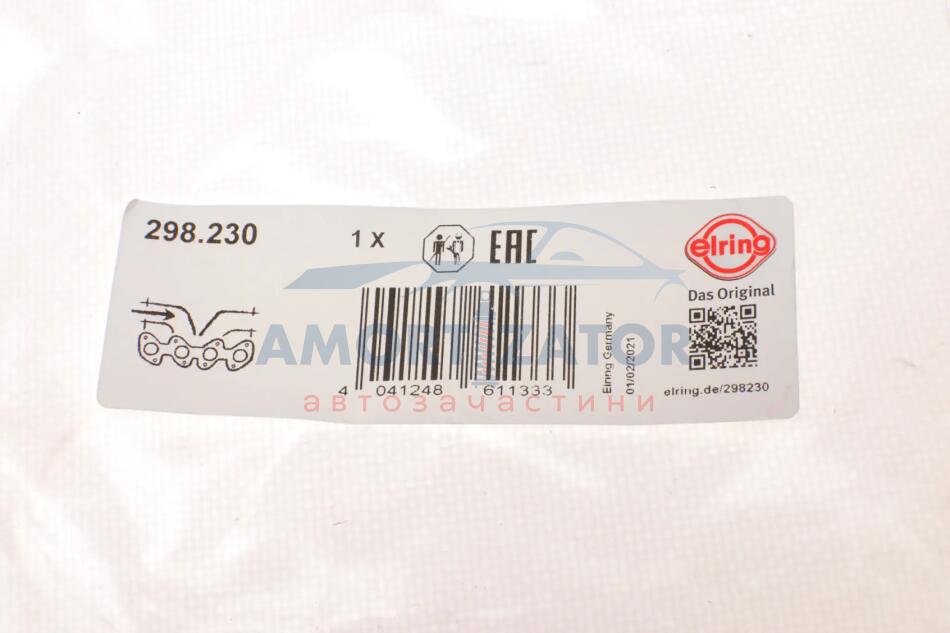 298.230
1 X
EAC
elring
Das Original
AMORTIZATOR
автозапчастини
4 041248 611333
Elring Germany
01/02/2021
elring.de/298230